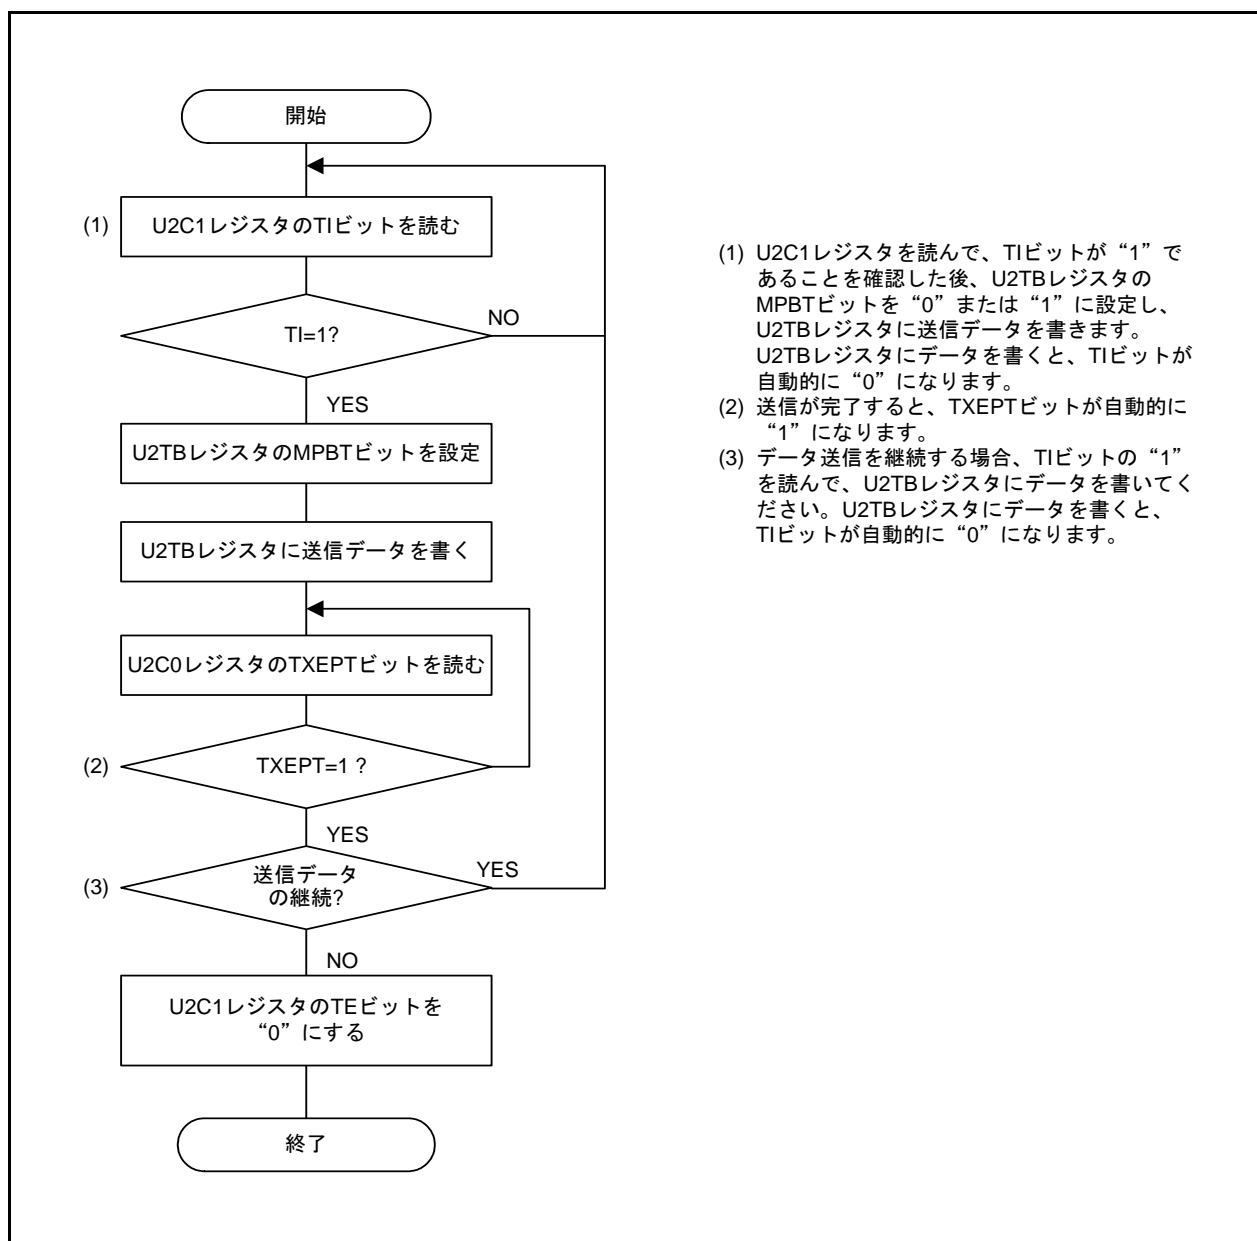 開始
(1)
U2C1レジスタのTIビットを読む
TI=1?
NO
YES
U2TBレジスタのMPBTビットを設定
U2TBレジスタに送信データを書く
U2C0レジスタのTXEPTビットを読む
(2)
TXEPT=1 ?
YES
(3)
送信データ
の継続?
YES
NO
U2C1レジスタのTEビットを
“0”にする
終了
(1) U2C1レジスタを読んで、TIビットが“1”で
あることを確認した後、U2TBレジスタの
MPBTビットを“0”または“1”に設定し、
U2TBレジスタに送信データを書きます。
U2TBレジスタにデータを書くと、TIビットが
自動的に“0”になります。
(2) 送信が完了すると、TXEPTビットが自動的に
“1”になります。
(3) データ送信を継続する場合、TIビットの“1”
を読んで、U2TBレジスタにデータを書いてく
ださい。U2TBレジスタにデータを書くと、
TIビットが自動的に“0”になります。